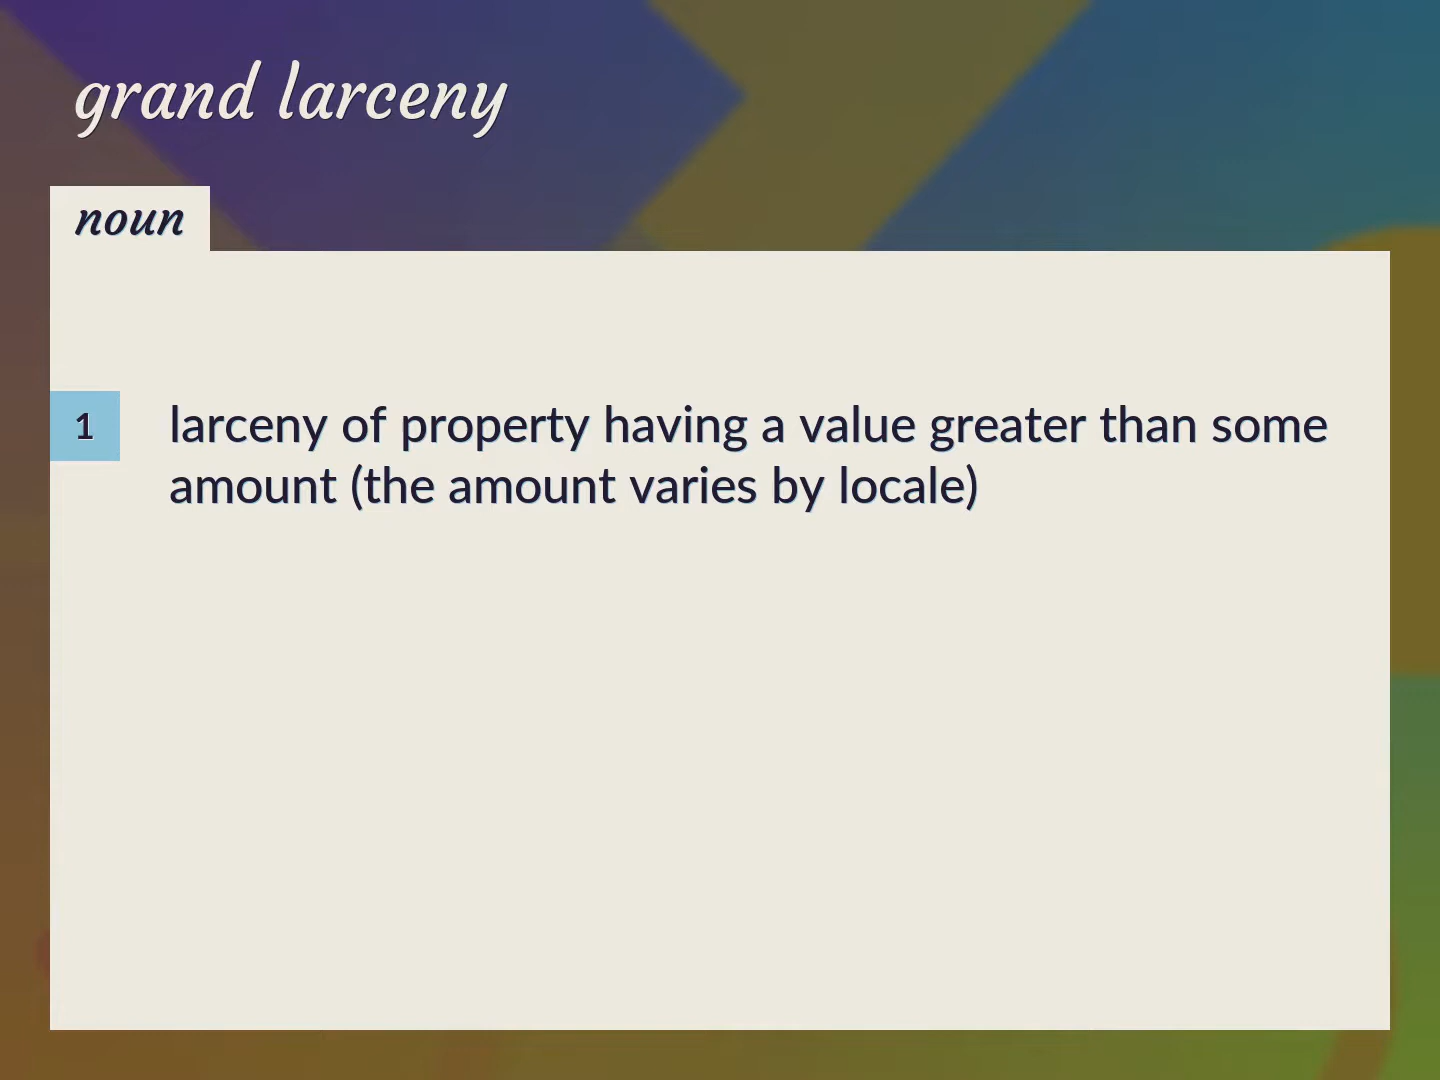 grand larceny
noun
1
larceny of property having a value greater than some
amount (the amount varies by locale)